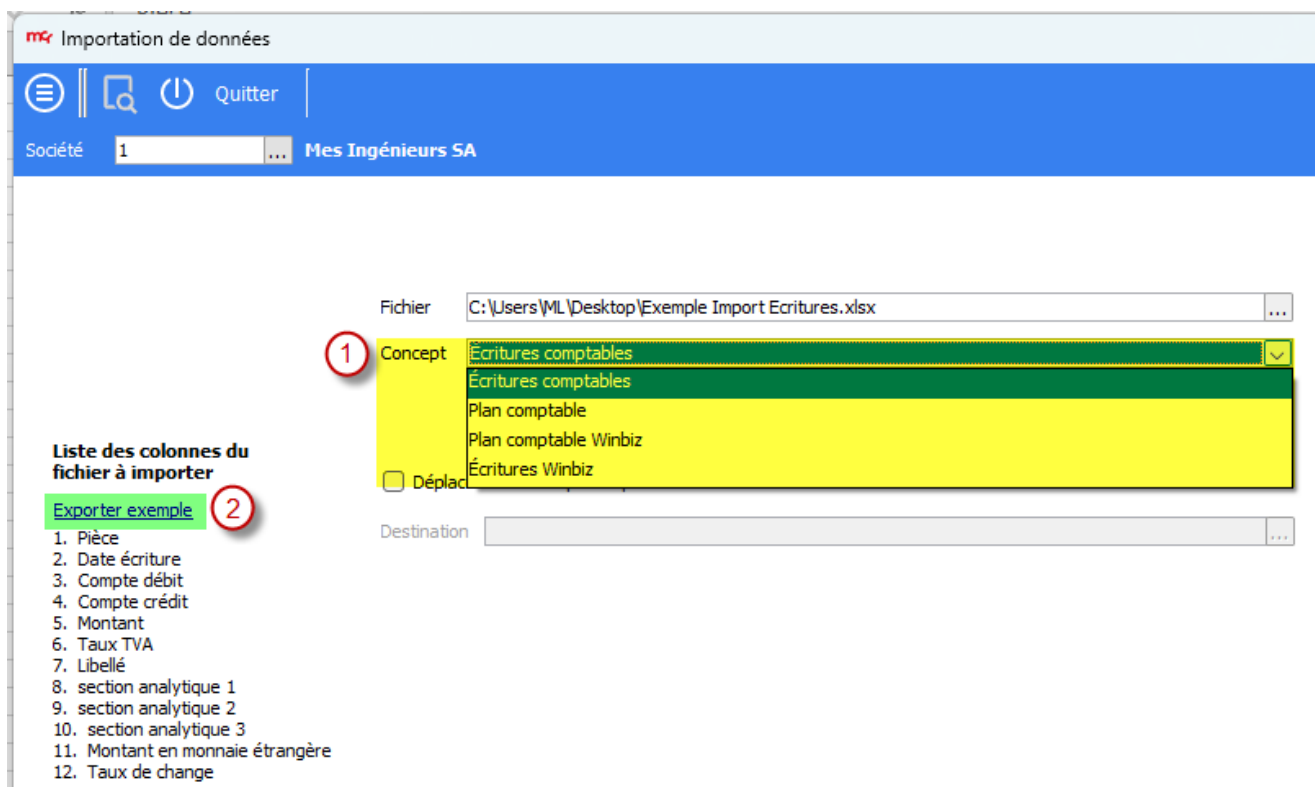 mcr Importation de données
Quitter
Société 1 ... Mes Ingénieurs SA
Fichier C:\Users\ML\Desktop\Exemple Import Ecritures.xlsx ...
1 Concept Écritures comptables
Écritures comptables
Plan comptable
Plan comptable Winbiz
Écritures Winbiz
Déplac
Destination ...
Liste des colonnes du
fichier à importer
Exporter exemple 2
1. Pièce
2. Date écriture
3. Compte débit
4. Compte crédit
5. Montant
6. Taux TVA
7. Libellé
8. section analytique 1
9. section analytique 2
10. section analytique 3
11. Montant en monnaie étrangère
12. Taux de change